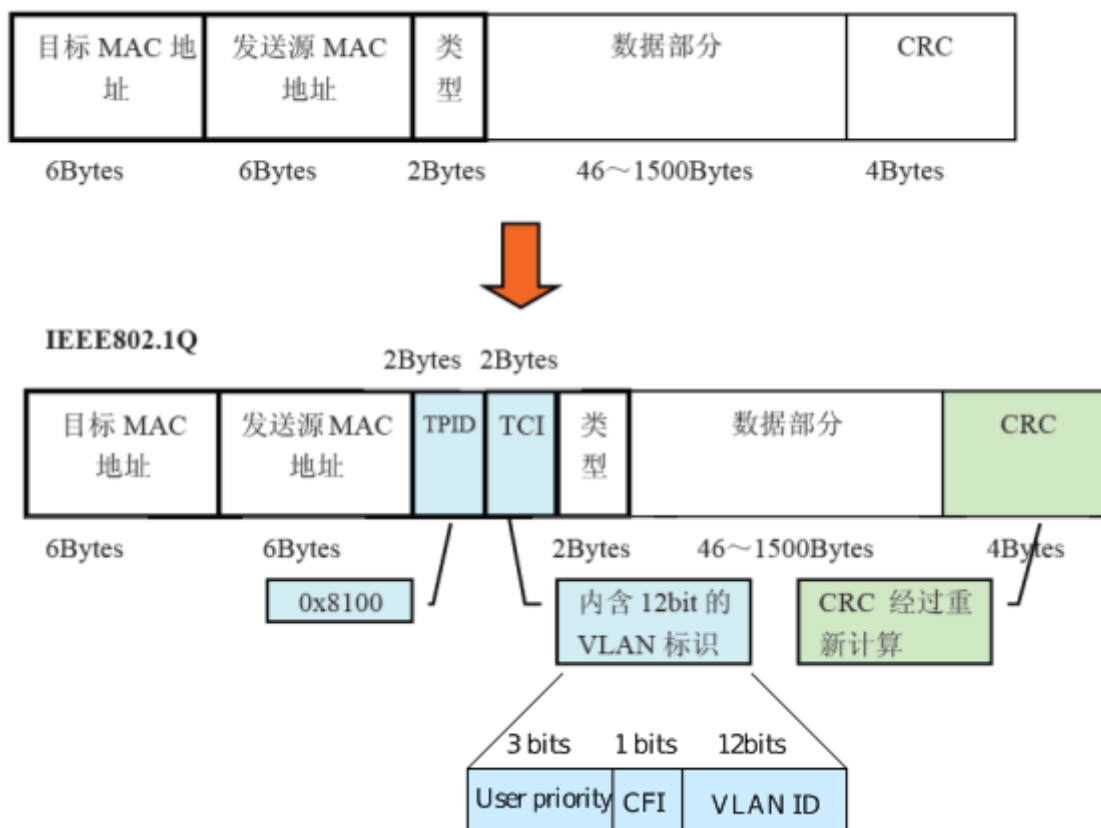 目标 MAC 地
址
发送源 MAC
地址
类
型
数据部分
CRC
6Bytes
6Bytes
2Bytes
46～1500Bytes
4Bytes
IEEE802.1Q
2Bytes
2Bytes
目标 MAC
地址
发送源 MAC
地址
TPID
TCI
类
型
数据部分
CRC
6Bytes
6Bytes
2Bytes
46～1500Bytes
4Bytes
0x8100
内含 12bit 的
VLAN 标识
CRC 经过重
新计算
3 bits
1 bits
12bits
User priority
CFI
VLAN ID